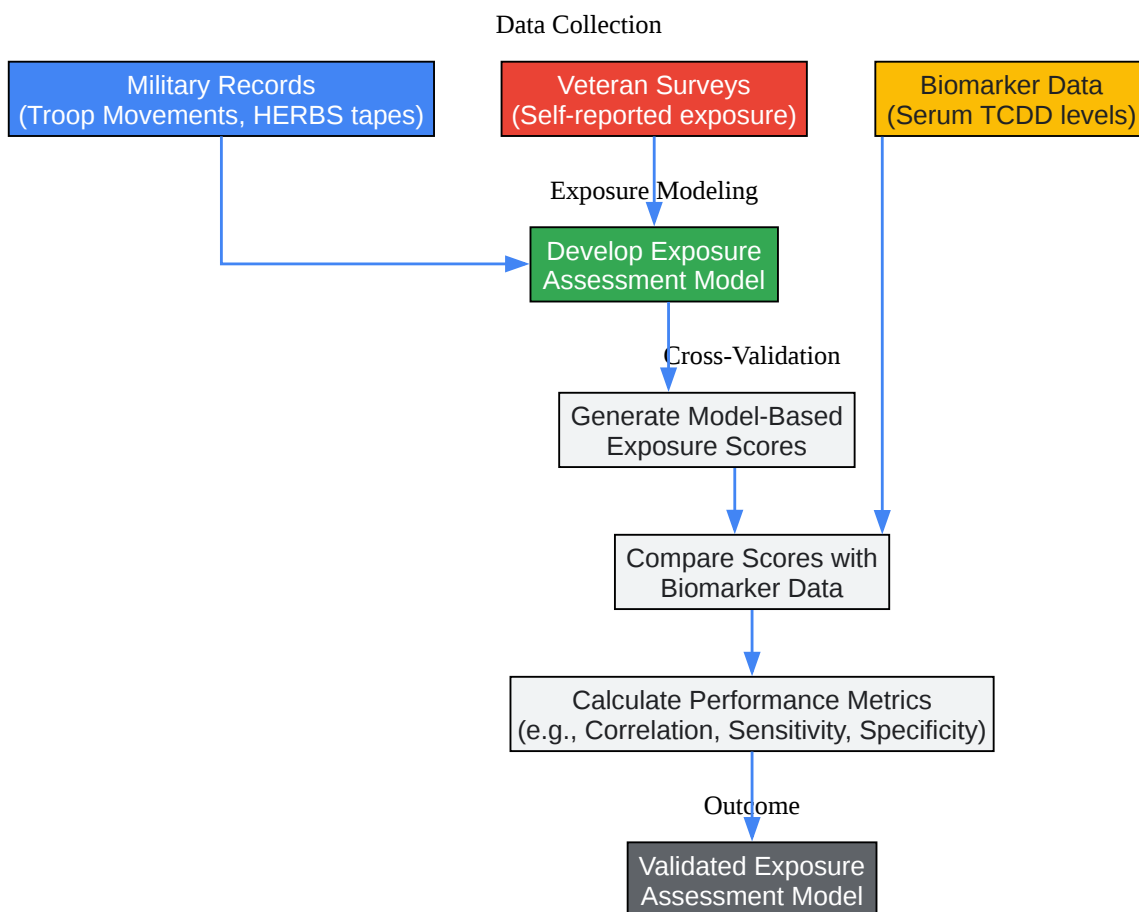 Data Collection
Military Records
(Troop Movements, HERBS tapes)
Veteran Surveys
(Self-reported exposure)
Biomarker Data
(Serum TCDD levels)
Exposure Modeling
Develop Exposure
Assessment Model
Cross-Validation
Generate Model-Based
Exposure Scores
Compare Scores with
Biomarker Data
Calculate Performance Metrics
(e.g., Correlation, Sensitivity, Specificity)
Outcome
Validated Exposure
Assessment Model